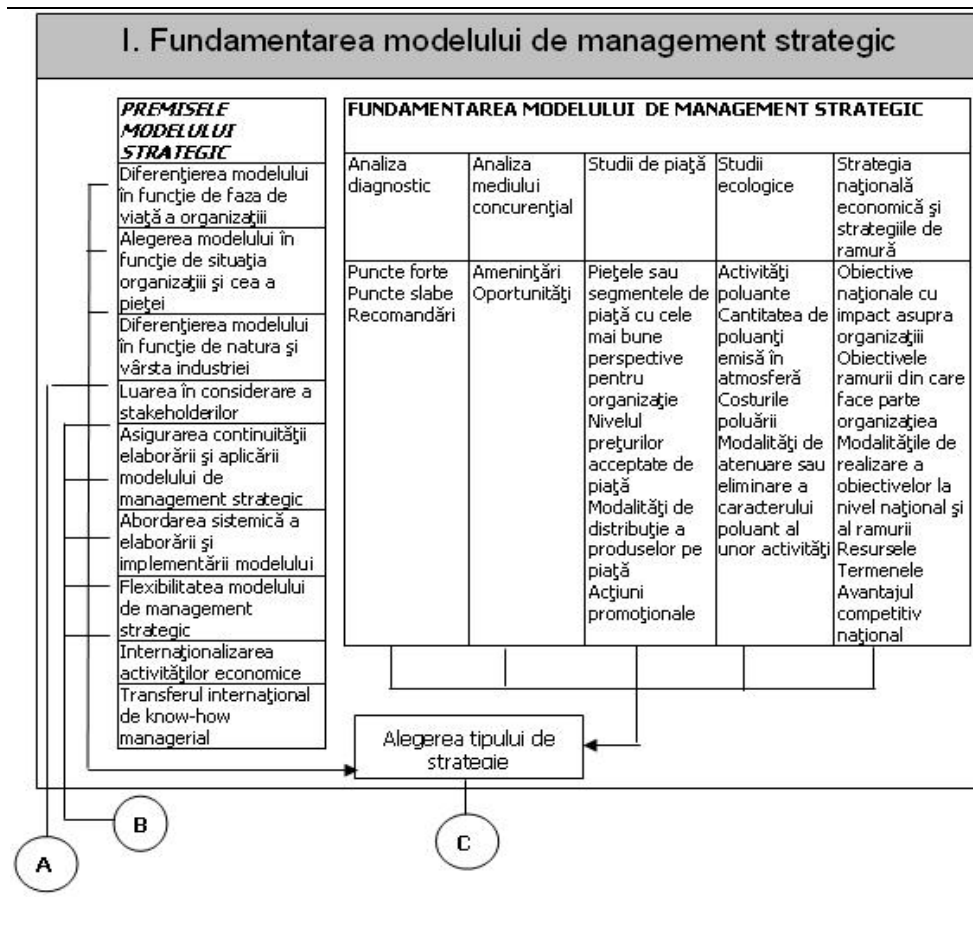 I. Fundamentarea modelului de management strategic
PREMISELE
MODELULUI
STRATEGIC
Diferenţierea modelului
în funcţie de faza de
viaţă a organizaţiii
Alegerea modelului în
funcţie de situaţia
organizaţiii şi cea a
pieţei
Diferenţierea modelului
în funcţie de natura şi
vârsta industriei
Luarea în considerare a
stakeholderilor
Asigurarea continuităţii
elaborării şi aplicării
modelului de
management strategic
Abordarea sistemică a
elaborării şi
implementării modelului
Flexibilitatea modelului
de management
strategic
Internaţionalizarea
activităţilor economice
Transferul internaţional
de know-how
managerial
FUNDAMENTAREA MODELULUI DE MANAGEMENT STRATEGIC
Analiza
diagnostic
Analiza
mediului
concurenţial
Studii de piaţă
Studii
ecologice
Strategia
naţională
economică şi
strategiile de
ramură
Puncte forte
Puncte slabe
Recomandări
Ameninţări
Oportunităţi
Pieţele sau
segmentele de
piaţă cu cele
mai bune
perspective
pentru
organizaţie
Nivelul
preţurilor
acceptate de
piaţă
Modalităţi de
distribuţie a
produselor pe
piaţă
Acţiuni
promoţionale
Activităţi
poluante
Cantitatea de
poluanţi
emisă în
atmosferă
Costurile
poluării
Modalităţi de
atenuare sau
eliminare a
caracterului
poluant al
unor activităţi
Obiective
naţionale cu
impact asupra
organizaţiii
Obiectivele
ramurii din care
face parte
organizaţiea
Modalităţile de
realizare a
obiectivelor la
nivel naţional şi
al ramurii
Resursele
Termenele
Avantajul
competitiv
naţional
Alegerea tipului de
strategie
B
A
C